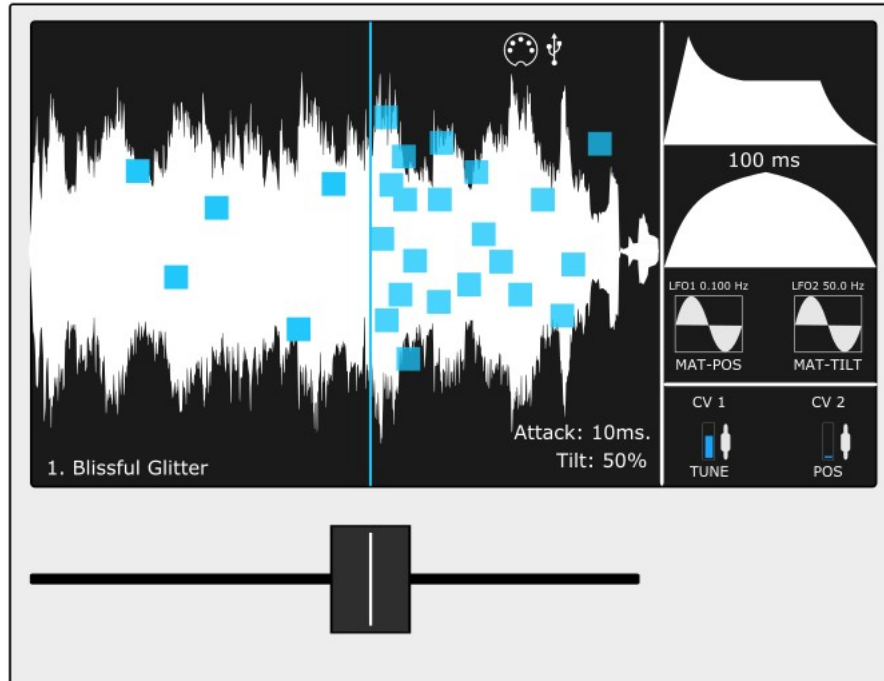 1. Blissful Glitter
Attack: 10ms.
Tilt: 50%
100 ms
LFO1 0.100 Hz
LFO2 50.0 Hz
MAT-POS
MAT-TILT
CV 1
CV 2
TUNE
POS